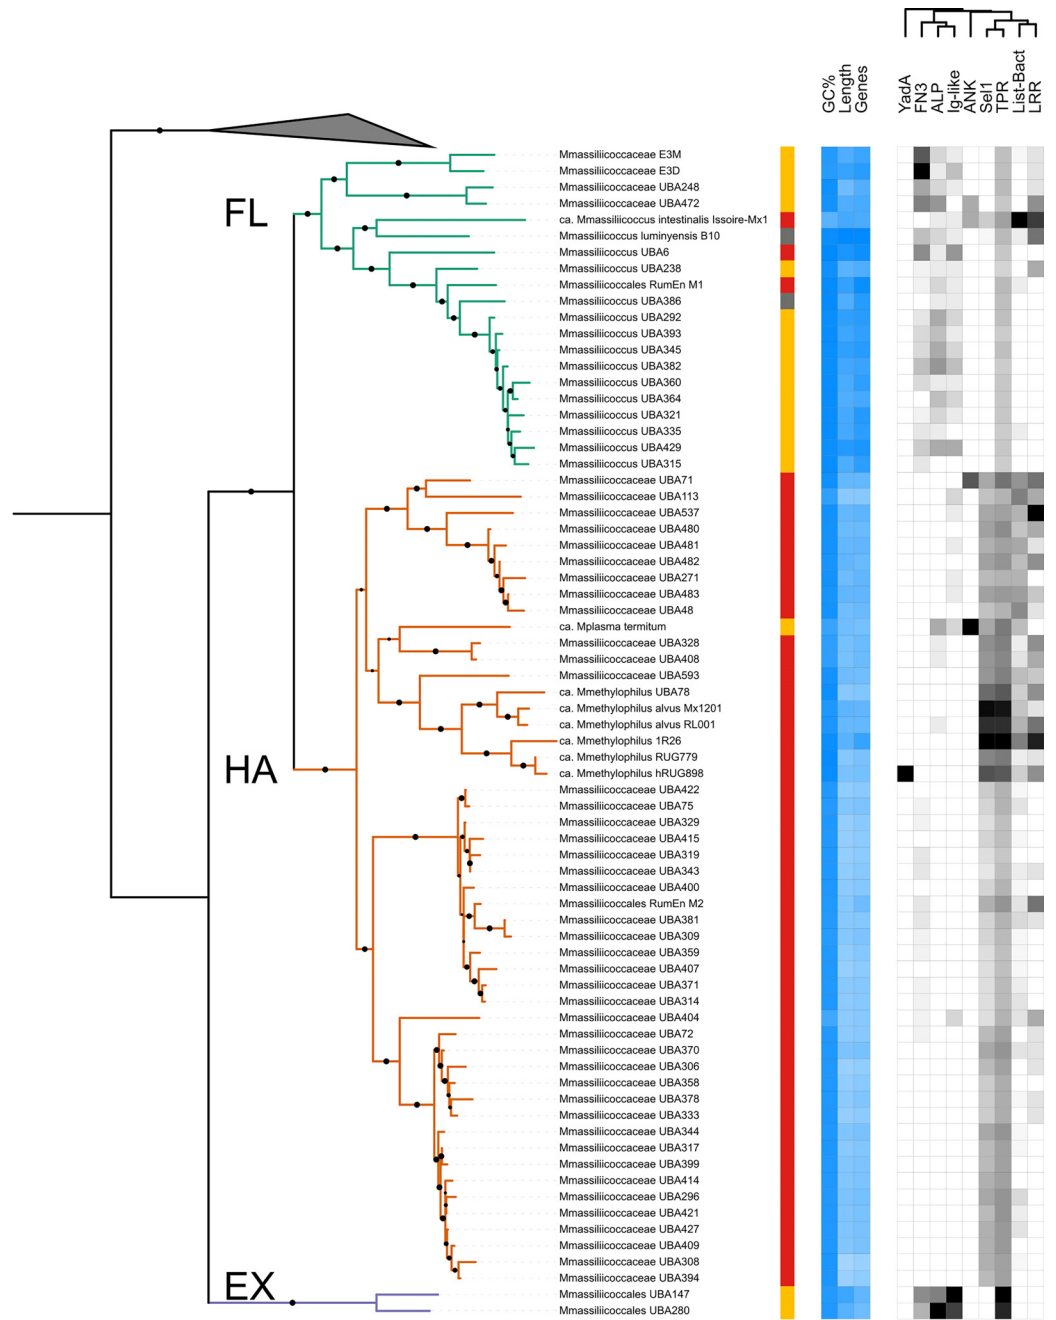 GC%
Length
Genes
YadA
FN3
ALP
Ig-like
ANK
Sel1
TPR
List-Bact
LRR
FL
HA
EX
Mmassiliicoccaceae E3M
Mmassiliicoccaceae E3D
Mmassiliicoccaceae UBA248
Mmassiliicoccaceae UBA472
ca. Mmassiliicoccus intestinalis Issoire-Mx1
Mmassiliicoccus luminyensis B10
Mmassiliicoccus UBA6
Mmassiliicoccus UBA238
Mmassiliicoccales RumEn M1
Mmassiliicoccus UBA386
Mmassiliicoccus UBA292
Mmassiliicoccus UBA393
Mmassiliicoccus UBA345
Mmassiliicoccus UBA382
Mmassiliicoccus UBA360
Mmassiliicoccus UBA364
Mmassiliicoccus UBA321
Mmassiliicoccus UBA335
Mmassiliicoccus UBA429
Mmassiliicoccus UBA315
Mmassiliicoccaceae UBA71
Mmassiliicoccaceae UBA113
Mmassiliicoccaceae UBA537
Mmassiliicoccaceae UBA480
Mmassiliicoccaceae UBA481
Mmassiliicoccaceae UBA482
Mmassiliicoccaceae UBA271
Mmassiliicoccaceae UBA483
Mmassiliicoccaceae UBA48
ca. Mplasma termitum
Mmassiliicoccaceae UBA328
Mmassiliicoccaceae UBA408
Mmassiliicoccaceae UBA593
ca. Mmethylophilus UBA78
ca. Mmethylophilus alvus Mx1201
ca. Mmethylophilus alvus RL001
ca. Mmethylophilus 1R26
ca. Mmethylophilus RUG779
ca. Mmethylophilus hRUG898
Mmassiliicoccaceae UBA422
Mmassiliicoccaceae UBA75
Mmassiliicoccaceae UBA329
Mmassiliicoccaceae UBA415
Mmassiliicoccaceae UBA319
Mmassiliicoccaceae UBA343
Mmassiliicoccaceae UBA400
Mmassiliicoccales RumEn M2
Mmassiliicoccaceae UBA381
Mmassiliicoccaceae UBA309
Mmassiliicoccaceae UBA359
Mmassiliicoccaceae UBA407
Mmassiliicoccaceae UBA371
Mmassiliicoccaceae UBA314
Mmassiliicoccaceae UBA404
Mmassiliicoccaceae UBA72
Mmassiliicoccaceae UBA370
Mmassiliicoccaceae UBA306
Mmassiliicoccaceae UBA358
Mmassiliicoccaceae UBA378
Mmassiliicoccaceae UBA333
Mmassiliicoccaceae UBA344
Mmassiliicoccaceae UBA317
Mmassiliicoccaceae UBA399
Mmassiliicoccaceae UBA414
Mmassiliicoccaceae UBA296
Mmassiliicoccaceae UBA421
Mmassiliicoccaceae UBA427
Mmassiliicoccaceae UBA409
Mmassiliicoccaceae UBA308
Mmassiliicoccaceae UBA394
Mmassiliicoccales UBA147
Mmassiliicoccales UBA280